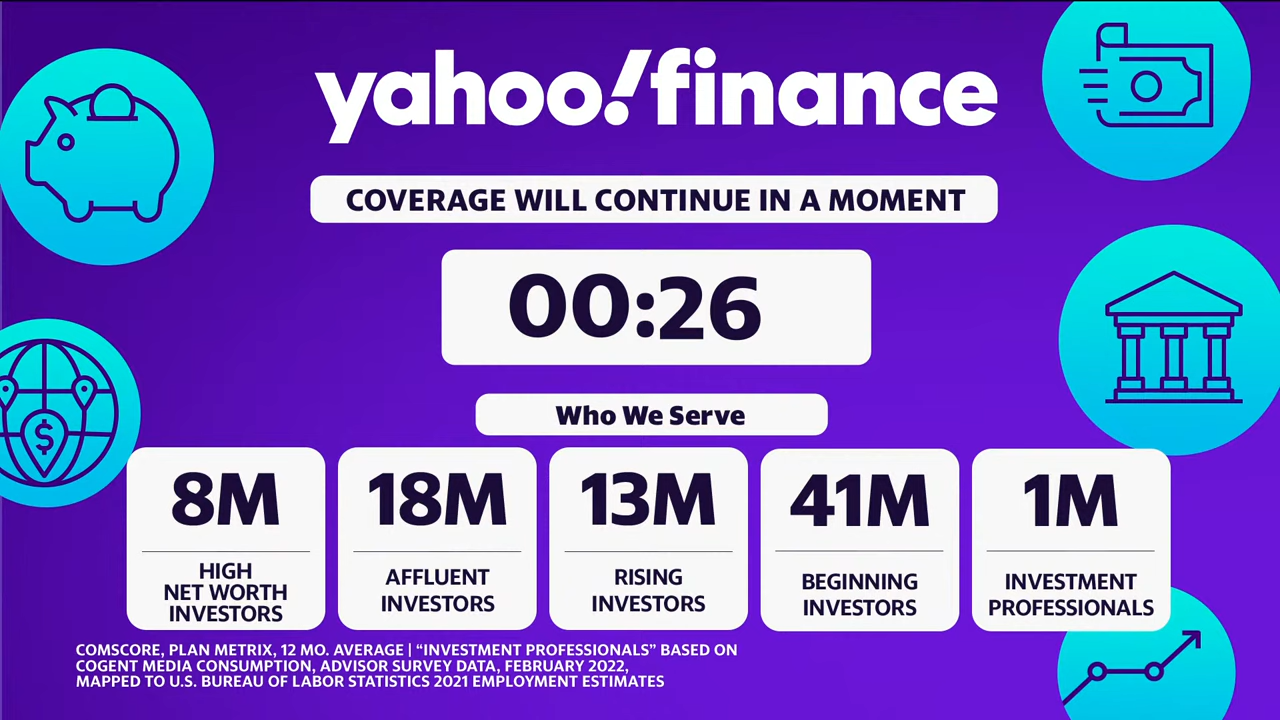 yahoo!finance
COVERAGE WILL CONTINUE IN A MOMENT
00:26
Who We Serve
8M
HIGH
NET WORTH
INVESTORS
18M
AFFLUENT
INVESTORS
13M
RISING
INVESTORS
41M
BEGINNING
INVESTORS
1M
INVESTMENT
PROFESSIONALS
$
COMSCORE, PLAN METRIX, 12 MO. AVERAGE | “INVESTMENT PROFESSIONALS” BASED ON
COGENT MEDIA CONSUMPTION, ADVISOR SURVEY DATA, FEBRUARY 2022,
MAPPED TO U.S. BUREAU OF LABOR STATISTICS 2021 EMPLOYMENT ESTIMATES